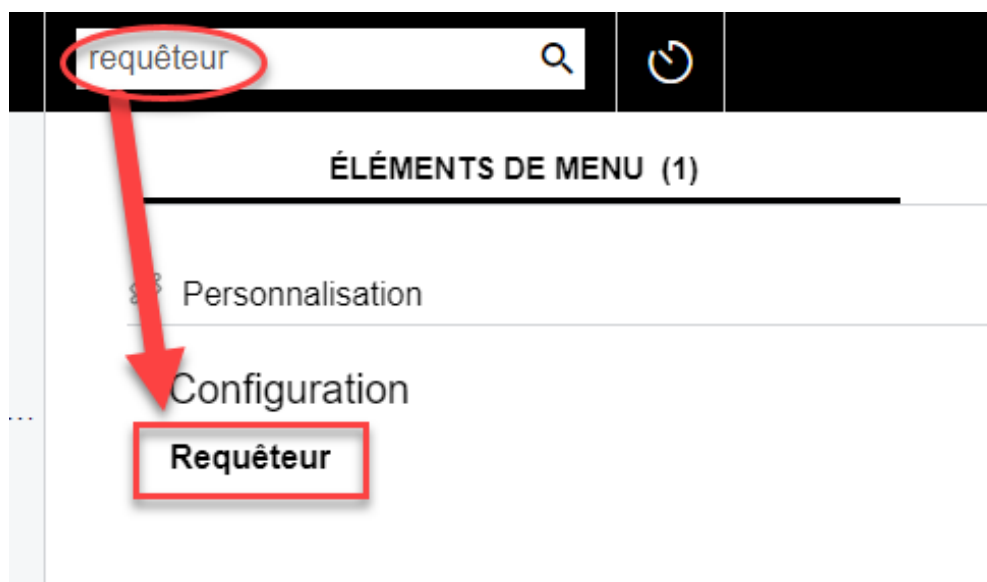 requêteur
ÉLÉMENTS DE MENU (1)
Personnalisation
Configuration
...
Requêteur